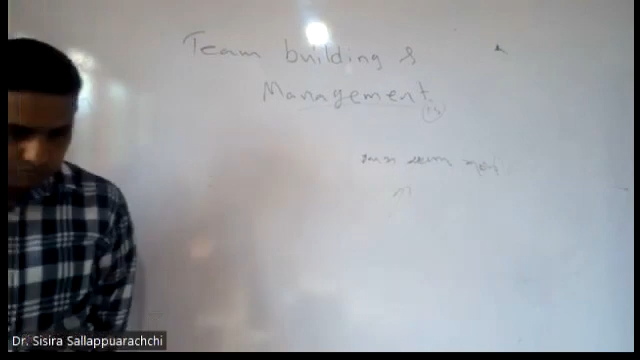 Team building &
Management
Dr. Sisira Sallappuarachchi